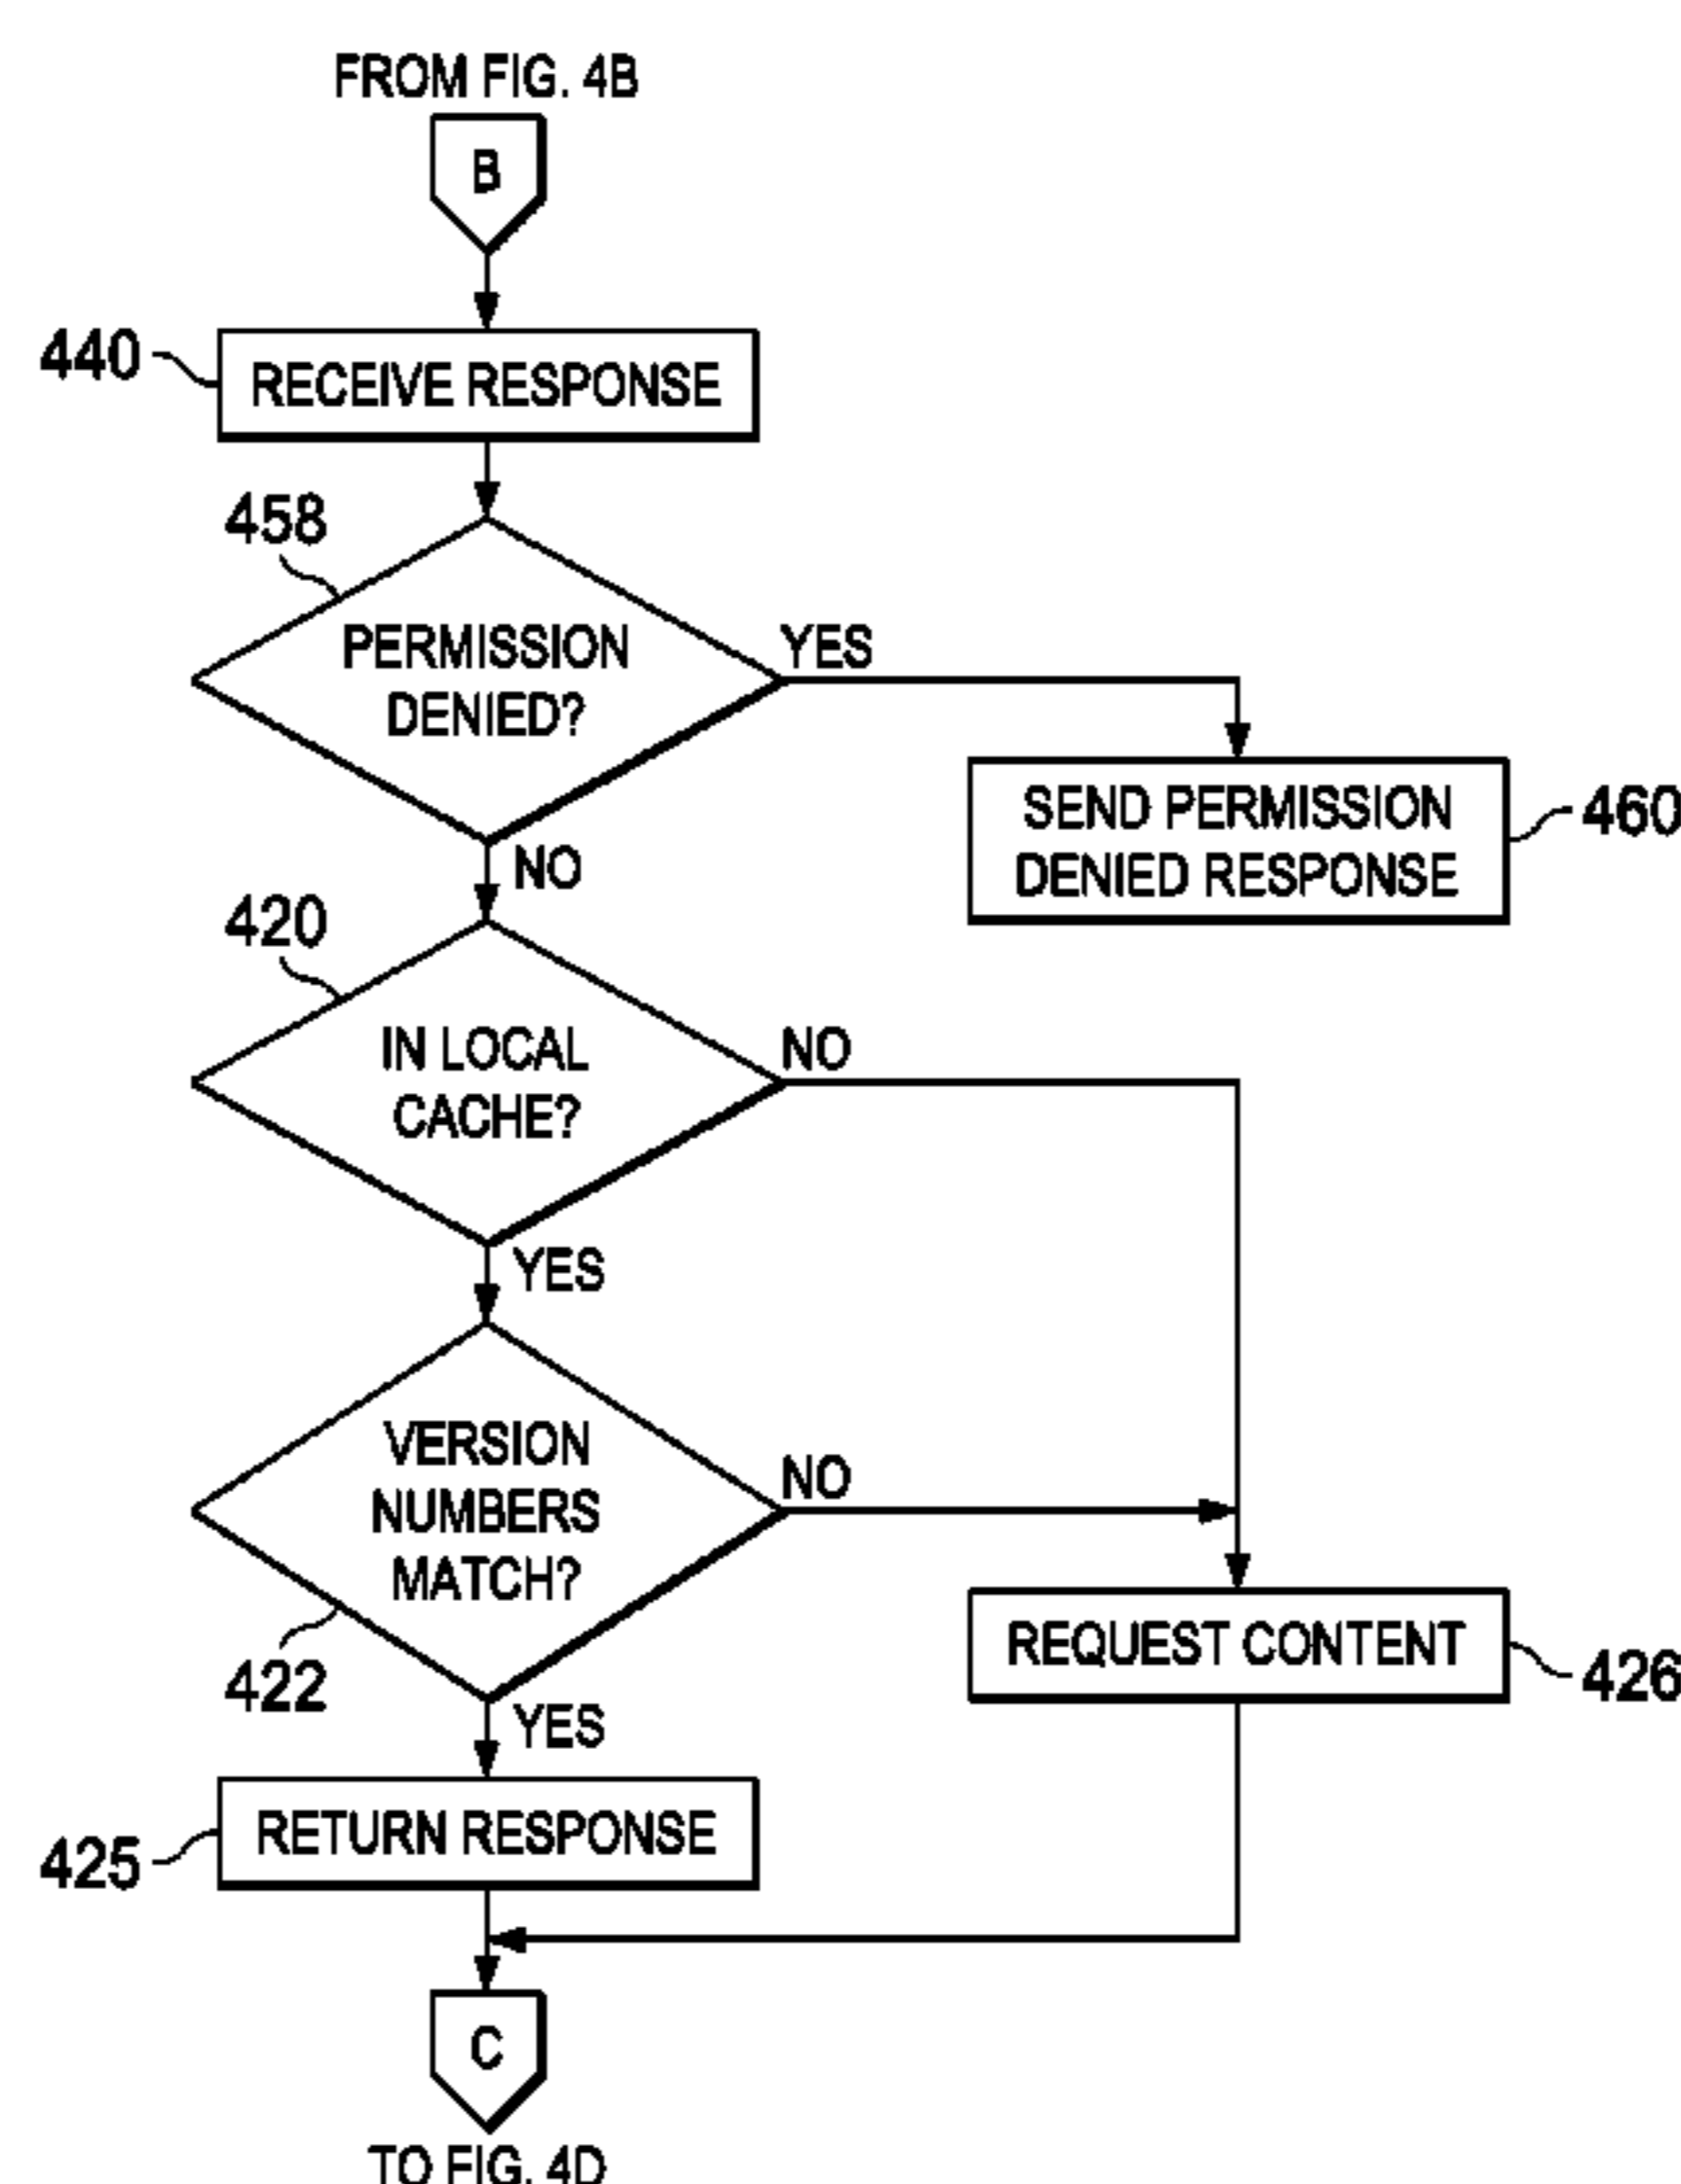 FROM FIG. 4B
B
440
RECEIVE RESPONSE
458
PERMISSION
DENIED?
YES
SEND PERMISSION
DENIED RESPONSE
460
NO
420
IN LOCAL
CACHE?
NO
YES
VERSION
NUMBERS
MATCH?
NO
422
REQUEST CONTENT
426
YES
425
RETURN RESPONSE
C
TO FIG. 4D